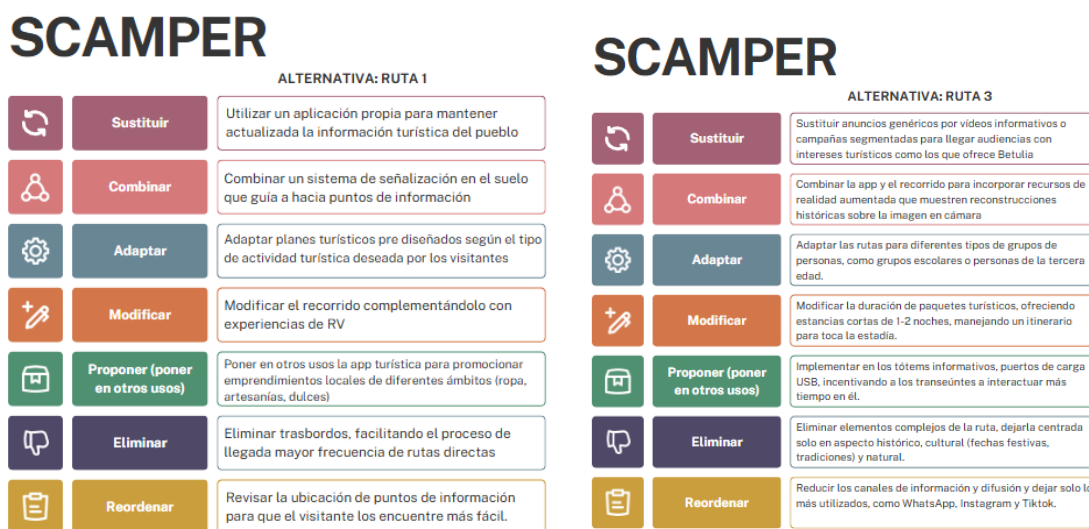 SCAMPER
ALTERNATIVA: RUTA 1
Sustituir
Utilizar un aplicación propia para mantener
actualizada la información turística del pueblo
Combinar
Combinar un sistema de señalización en el suelo
que guía a hacia puntos de información
Adaptar
Adaptar planes turísticos pre diseñados según el tipo
de actividad turística deseada por los visitantes
Modificar
Modificar el recorrido complementándolo con
experiencias de RV
Proponer (poner
en otros usos)
Poner en otros usos la app turística para promocionar
emprendimientos locales de diferentes ámbitos (ropa,
artesanías, dulces)
Eliminar
Eliminar trasbordos, facilitando el proceso de
llegada mayor frecuencia de rutas directas
Reordenar
Revisar la ubicación de puntos de información
para que el visitante los encuentre más fácil.
SCAMPER
ALTERNATIVA: RUTA 3
Sustituir
Sustituir anuncios genéricos por vídeos informativos o
campañas segmentadas para llegar audiencias con
intereses turísticos como los que ofrece Betulia
Combinar
Combinar la app y el recorrido para incorporar recursos de
realidad aumentada que muestren reconstrucciones
históricas sobre la imagen en cámara
Adaptar
Adaptar las rutas para diferentes tipos de grupos de
personas, como grupos escolares o personas de la tercera
edad.
Modificar
Modificar la duración de paquetes turísticos, ofreciendo
estancias cortas de 1-2 noches, manejando un itinerario
para toca la estadía.
Proponer (poner
en otros usos)
Implementar en los tótems informativos, puertos de carga
USB, incentivando a los transeúntes a interactuar más
tiempo en él.
Eliminar
Eliminar elementos complejos de la ruta, dejarla centrada
solo en aspecto histórico, cultural (fechas festivas,
tradiciones) y natural.
Reordenar
Reducir los canales de información y difusión y dejar solo
más utilizados, como WhatsApp, Instagram y Tiktok.